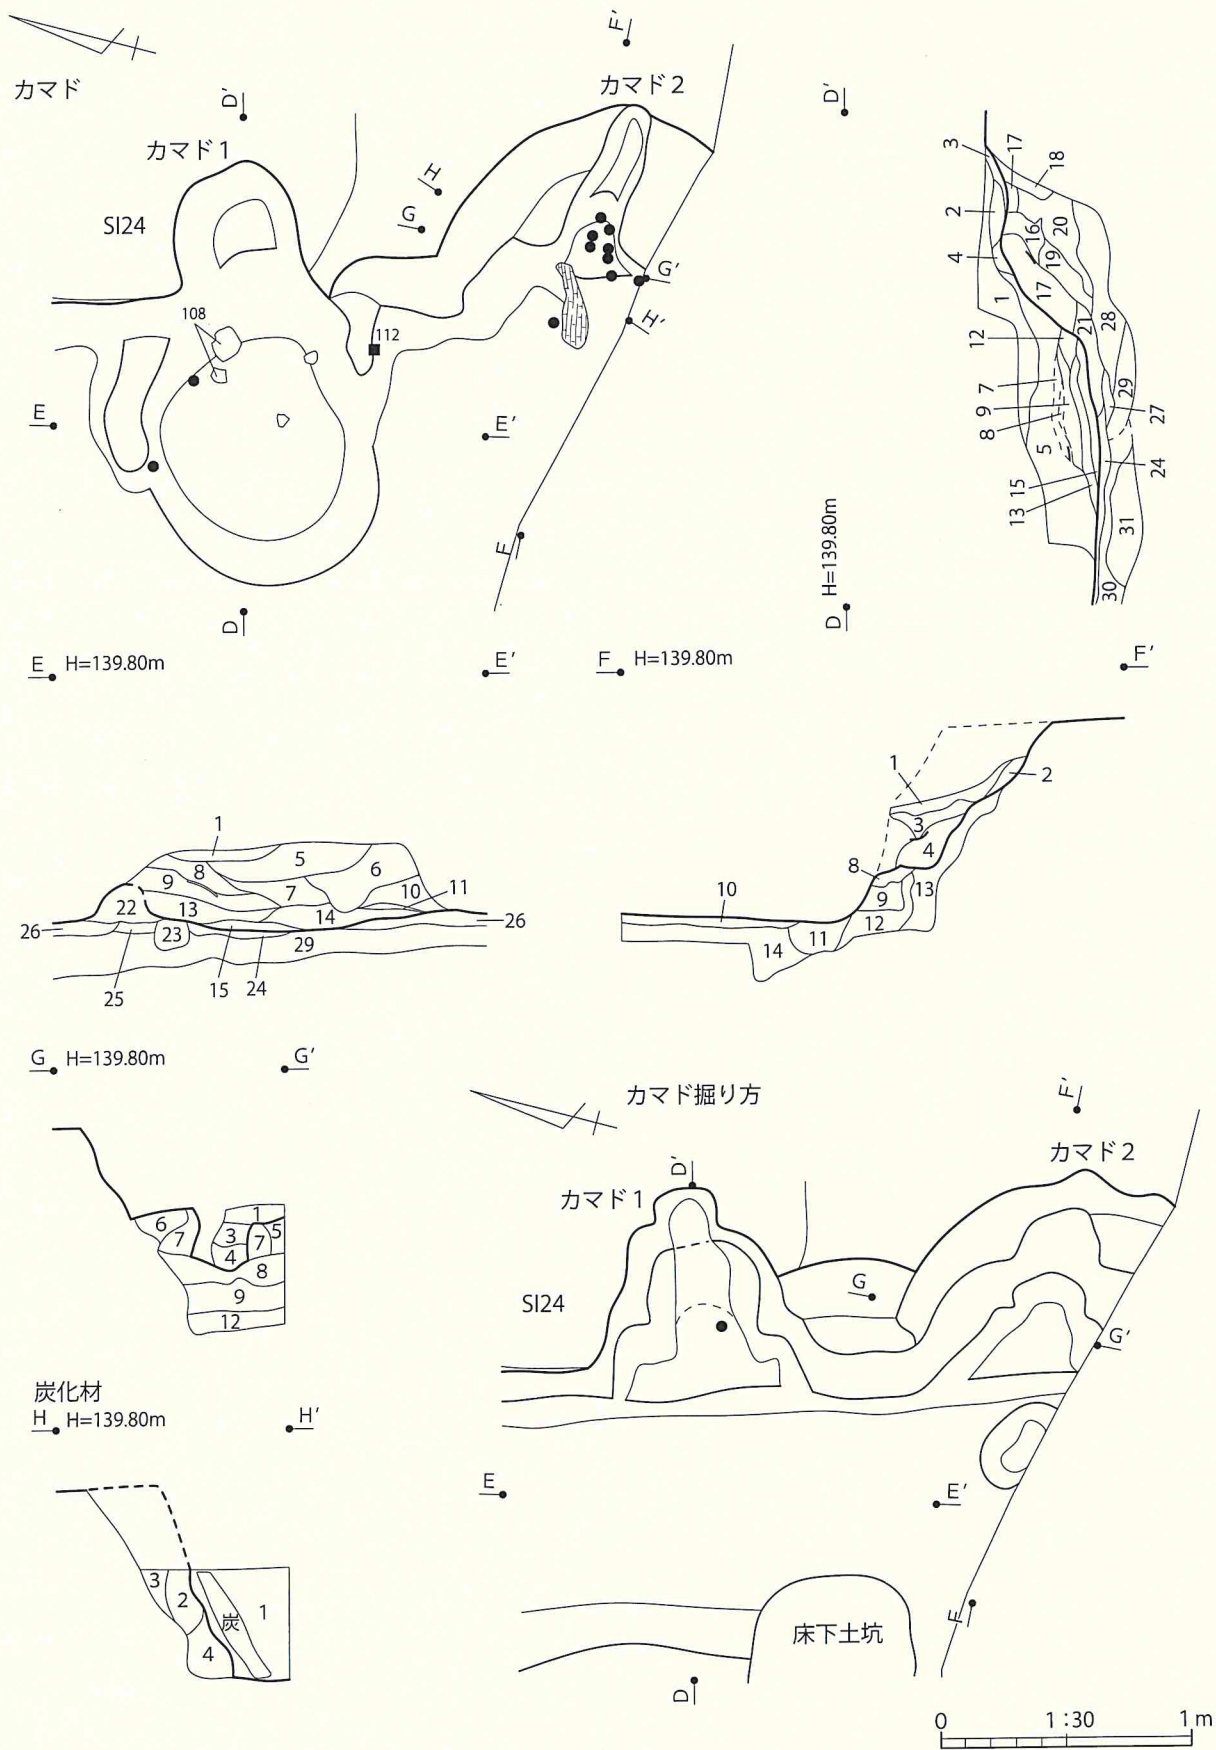 カマド
SI24
カマド1
D'
D
108
112
E
E'
H
G
カマド2
F'
G'
H'
F
D'
3
17
18
2
16
20
4
19
1
17
12
21
28
7
29
9
27
8
5
24
15
13
31
30
D H=139.80m
E H=139.80m
E'
1
5
8
9
7
6
10
11
22
13
14
26
26
23
29
25
15
24
F H=139.80m
F'
1
2
3
4
8
9
13
10
12
11
14
G H=139.80m
G'
1
6
7
3
7
5
4
8
9
12
炭化材
H H=139.80m
H'
3
2
炭
1
4
カマド掘り方
SI24
カマド1
D'
カマド2
F'
G
G'
E
E'
F
床下土坑
D
0 1:30 1m